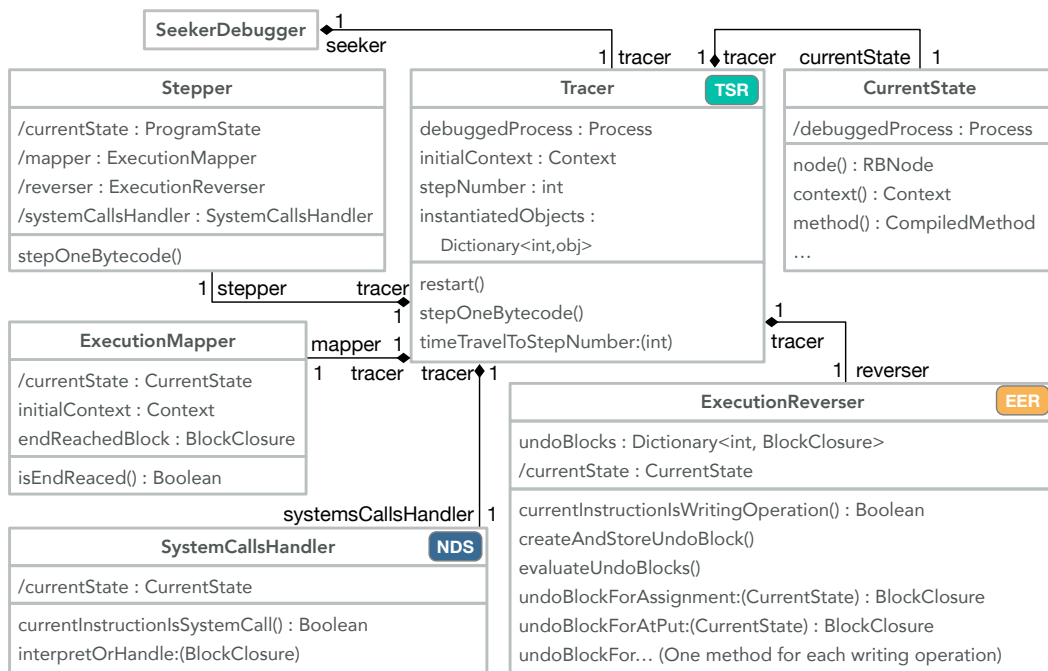 SeekerDebugger
1
seeker
1 tracer
1 tracer
currentState 1
Stepper
/currentState : ProgramState
/mapper : ExecutionMapper
/reverser : ExecutionReverser
/systemCallsHandler : SystemCallsHandler
stepOneBytecode()
Tracer
TSR
debuggedProcess : Process
initialContext : Context
stepNumber : int
instantiatedObjects :
Dictionary<int,obj>
restart()
stepOneBytecode()
timeTravelToStepNumber:(int)
CurrentState
/debuggedProcess : Process
node() : RBNode
context() : Context
method() : CompiledMethod
...
1 stepper
tracer
1
ExecutionMapper
/currentState : CurrentState
initialContext : Context
endReachedBlock : BlockClosure
isEndReaced() : Boolean
mapper 1
1 tracer
tracer 1
1
tracer
1 reverser
systemsCallsHandler 1
SystemCallsHandler
NDS
/currentState : CurrentState
currentInstructionIsSystemCall() : Boolean
interpretOrHandle:(BlockClosure)
ExecutionReverser
EER
undoBlocks : Dictionary<int, BlockClosure>
/currentState : CurrentState
currentInstructionIsWritingOperation() : Boolean
createAndStoreUndoBlock()
evaluateUndoBlocks()
undoBlockForAssignment:(CurrentState) : BlockClosure
undoBlockForAtPut:(CurrentState) : BlockClosure
undoBlockFor... (One method for each writing operation)